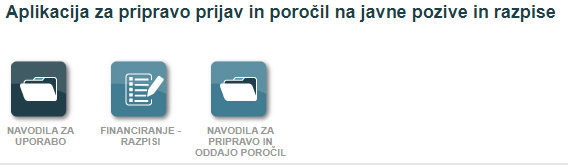 Aplikacija za pripravo prijav in poročil na javne pozive in razpise
NAVODILA ZA
UPORABO
FINANCIRANJE -
RAZPISI
NAVODILA ZA
PRIPRAVO IN
ODDAJO POROČIL